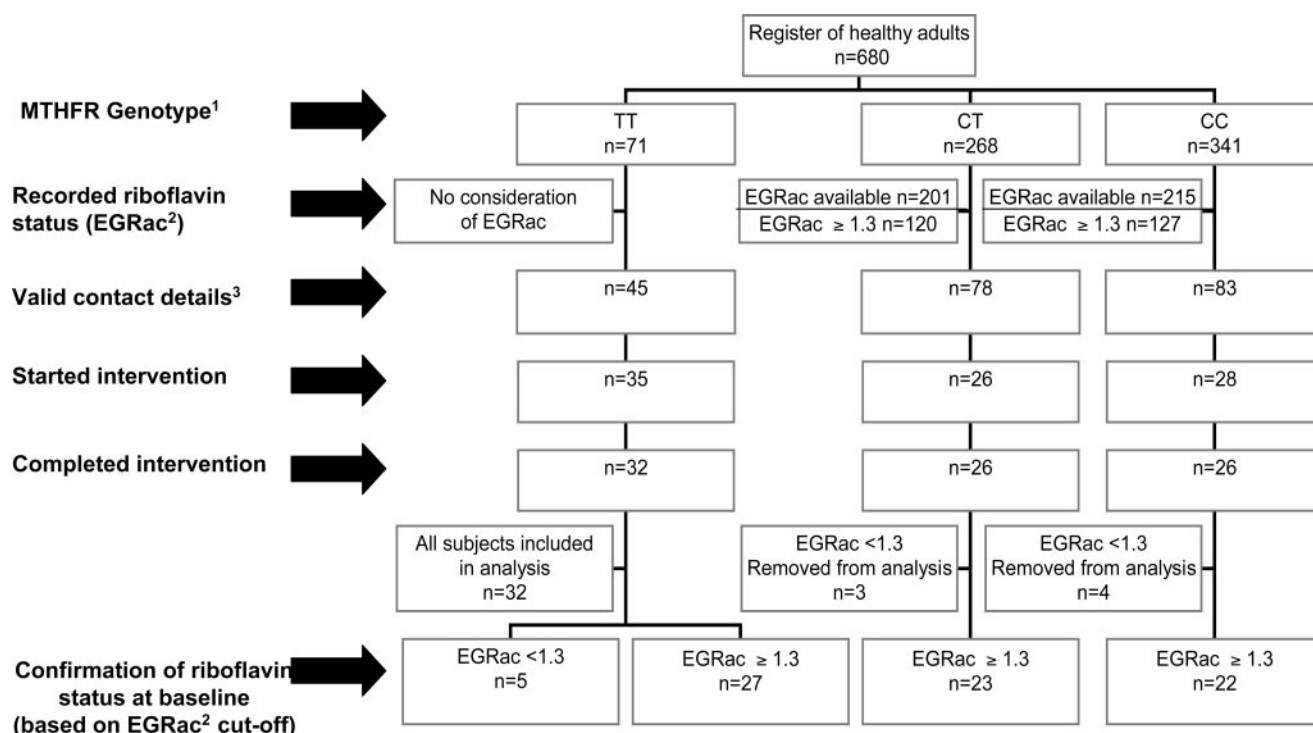 Register of healthy adults
n=680
MTHFR Genotype¹
TT
n=71
CT
n=268
CC
n=341
Recorded riboflavin
status (EGRac²)
No consideration
of EGRac
EGRac available n=201
EGRac ≥ 1.3 n=120
EGRac available n=215
EGRac ≥ 1.3 n=127
Valid contact details³
n=45
n=78
n=83
Started intervention
n=35
n=26
n=28
Completed intervention
n=32
n=26
n=26
All subjects included
in analysis
n=32
EGRac <1.3
Removed from analysis
n=3
EGRac <1.3
Removed from analysis
n=4
Confirmation of riboflavin
status at baseline
(based on EGRac² cut-off)
EGRac <1.3
n=5
EGRac ≥ 1.3
n=27
EGRac ≥ 1.3
n=23
EGRac ≥ 1.3
n=22